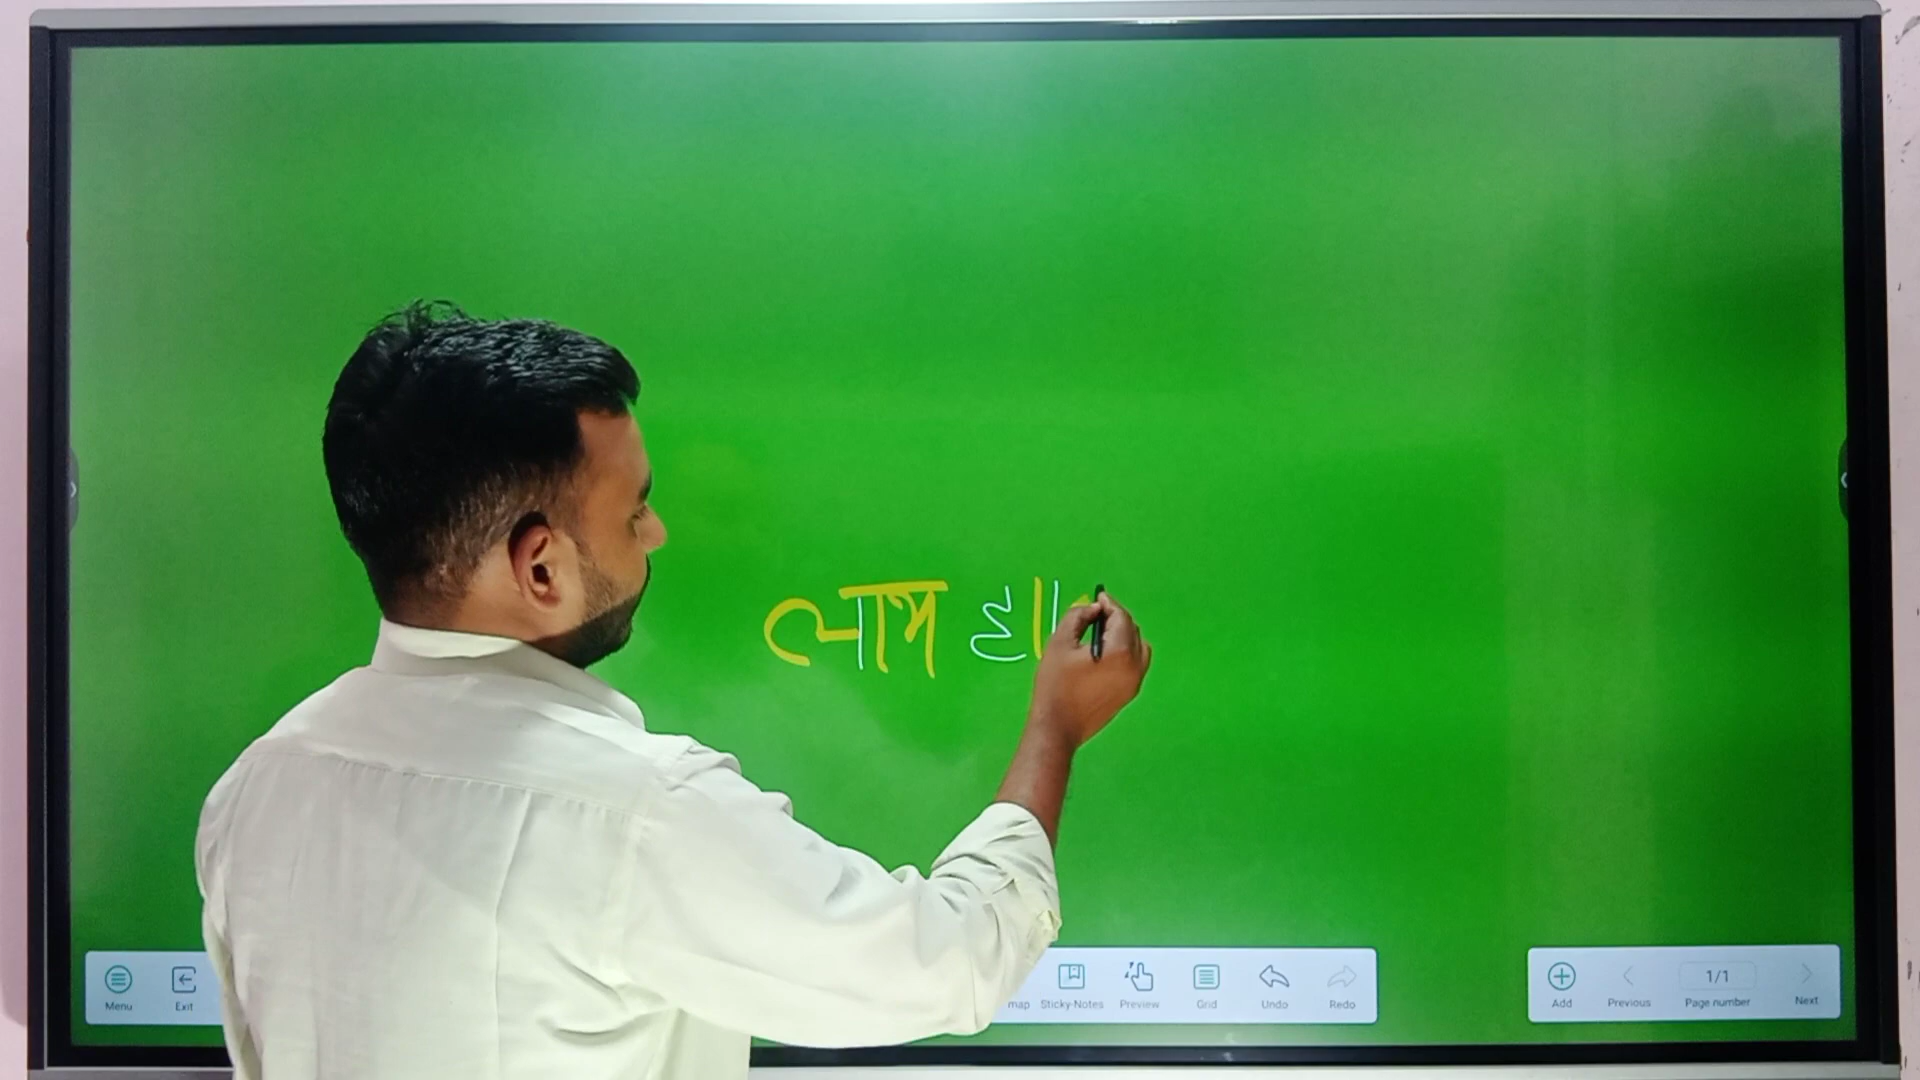 लाभ हा
Menu Exit map Sticky-Notes Preview Grid Undo Redo Add Previous 1/1 Page number Next